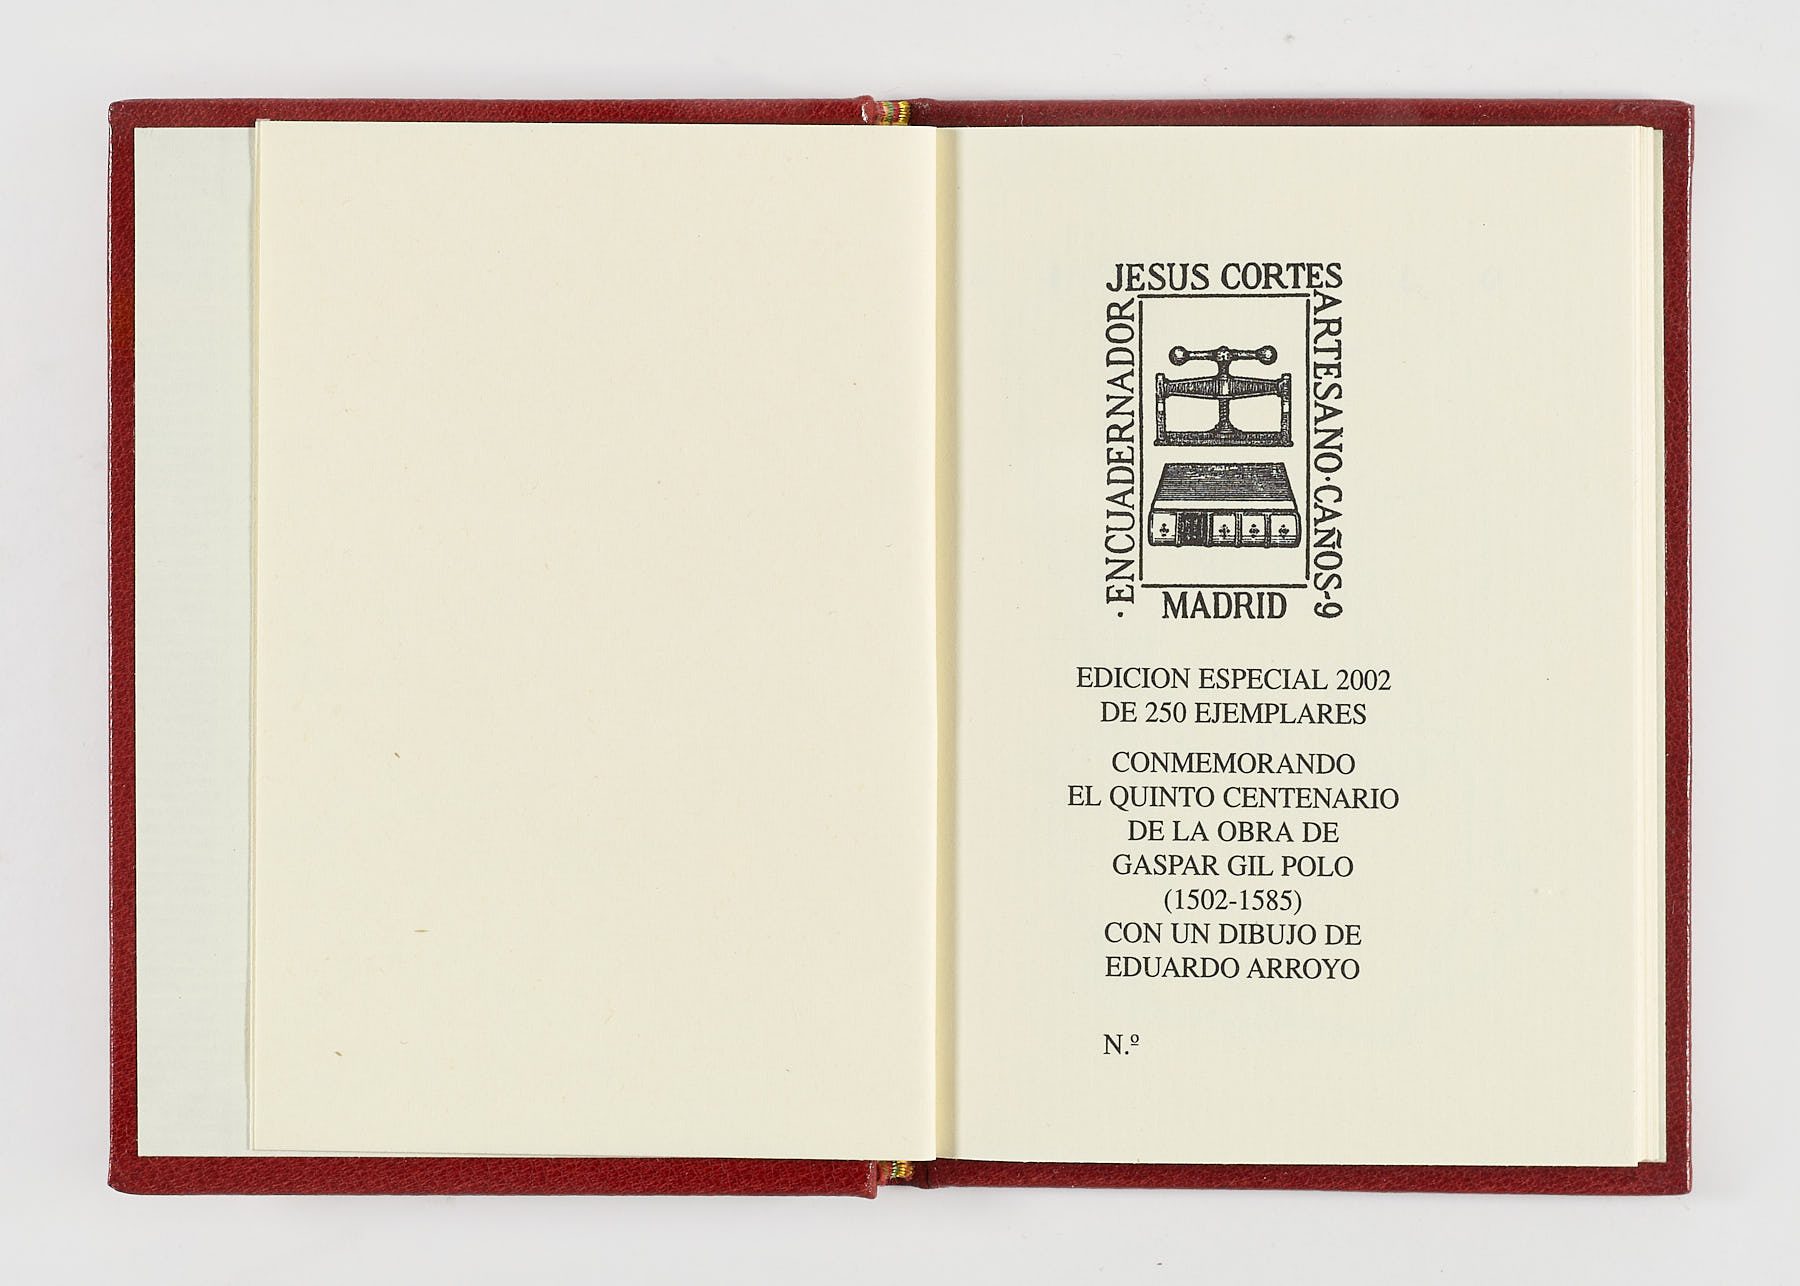 JESUS CORTES
·ENCUADERNADOR
ARTESANO·CAÑOS-9
MADRID
EDICION ESPECIAL 2002
DE 250 EJEMPLARES
CONMEMORANDO
EL QUINTO CENTENARIO
DE LA OBRA DE
GASPAR GIL POLO
(1502-1585)
CON UN DIBUJO DE
EDUARDO ARROYO
N.º